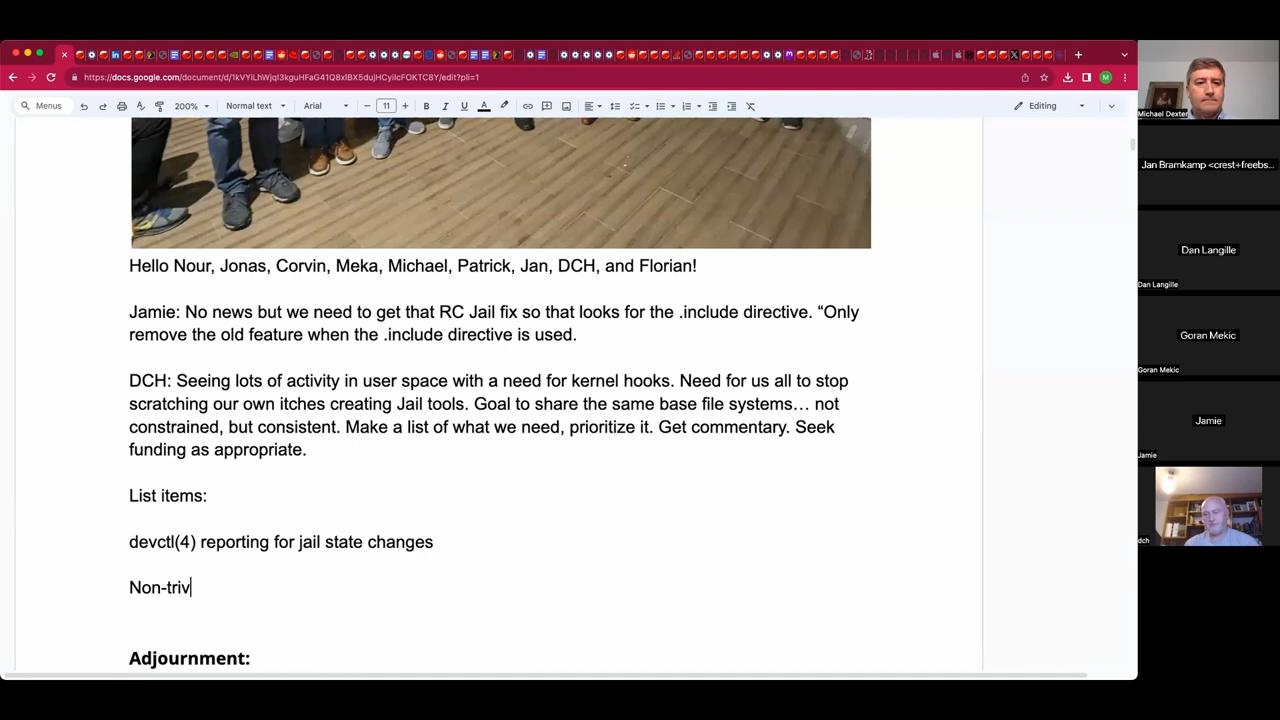 https://docs.google.com/document/d/1kVYiLhWjqI3kguHFaG41Q8xIBX5dujHCyiIcFOKTC8Y/edit?pli=1
M
Menus
200%
Normal text
Arial
11
Editing
Hello Nour, Jonas, Corvin, Meka, Michael, Patrick, Jan, DCH, and Florian!
Jamie: No news but we need to get that RC Jail fix so that looks for the .include directive. “Only
remove the old feature when the .include directive is used.
DCH: Seeing lots of activity in user space with a need for kernel hooks. Need for us all to stop
scratching our own itches creating Jail tools. Goal to share the same base file systems… not
constrained, but consistent. Make a list of what we need, prioritize it. Get commentary. Seek
funding as appropriate.
List items:
devctl(4) reporting for jail state changes
Non-triv
Adjournment:
Michael Dexter
Jan Bramkamp <crest+freebs...
Dan Langille
Dan Langille
Goran Mekic
Goran Mekic
Jamie
Jamie
dch